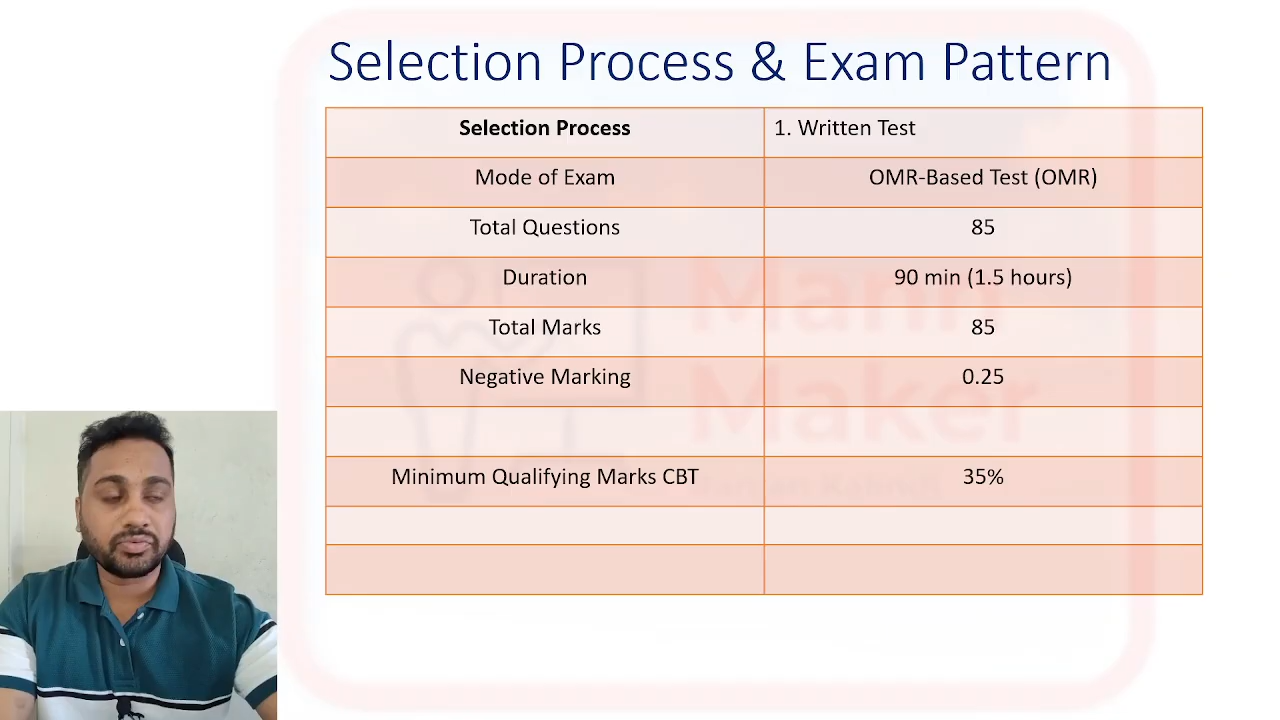 Selection Process & Exam Pattern
Selection Process 1. Written Test
Mode of Exam OMR-Based Test (OMR)
Total Questions 85
Duration 90 min (1.5 hours)
Total Marks 85
Negative Marking 0.25
Minimum Qualifying Marks CBT 35%
Maker